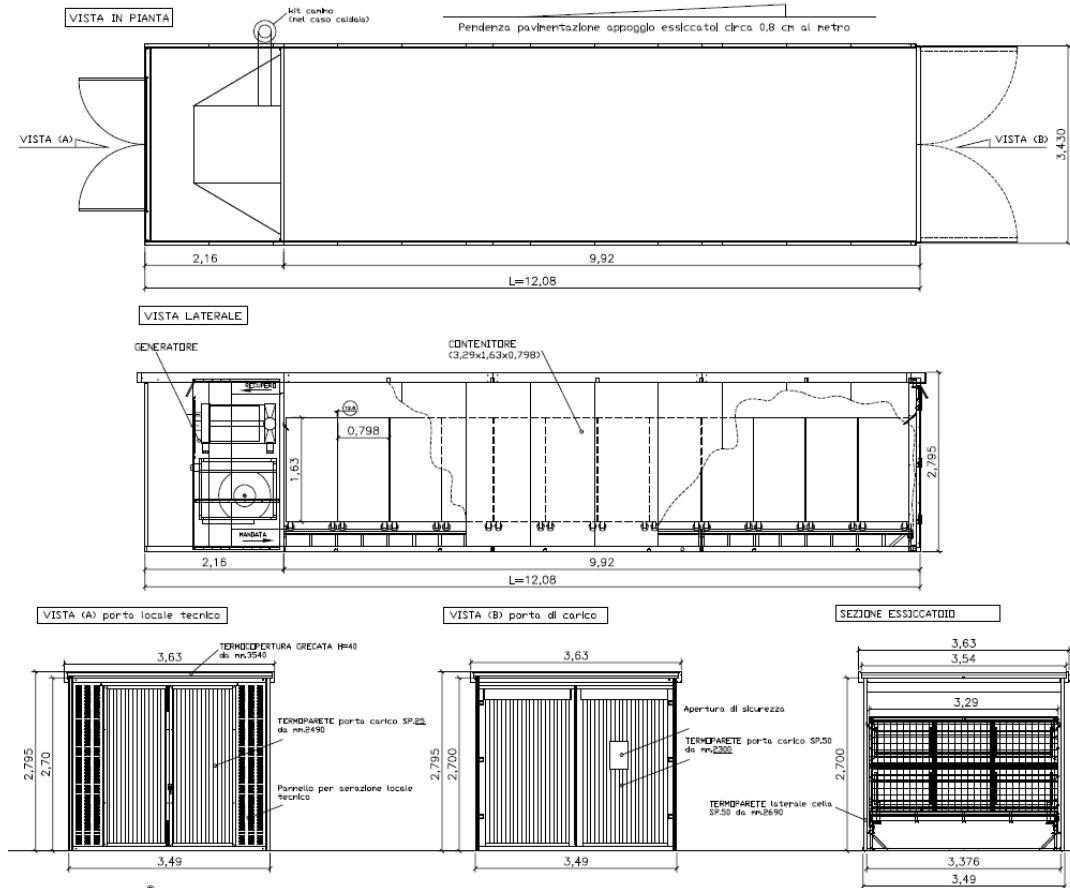 VISTA IN PIANTA
kit camino
(nel caso caldaia)
Pendenza pavimentazione appoggio essiccatoi circa 0,8 cm al metro
VISTA (A)
VISTA (B)
3,430
2,16
9,92
L=12,08
VISTA LATERALE
GENERATORE
CONTENITORE
(3,29x1,63x0,798)
RECUPERO
0,798
1,63
2,795
MANDATA
2,16
9,92
L=12,08
VISTA (A) porta locale tecnico
VISTA (B) porta di carico
SEZIONE ESSICCATOIO
TERMOCOPERTURA GRECATA H=40
da mm.3540
3,63
2,795
2,70
TERMOPARETE porta carico SP.25
da mm.2490
Pannello per aerazione locale
tecnico
3,49
3,63
2,795
2,700
Apertura di sicurezza
TERMOPARETE porta carico SP.50
da mm.2300
3,49
3,63
3,54
3,29
2,700
TERMOPARETE laterale cella
SP.50 da mm.2690
3,376
3,49